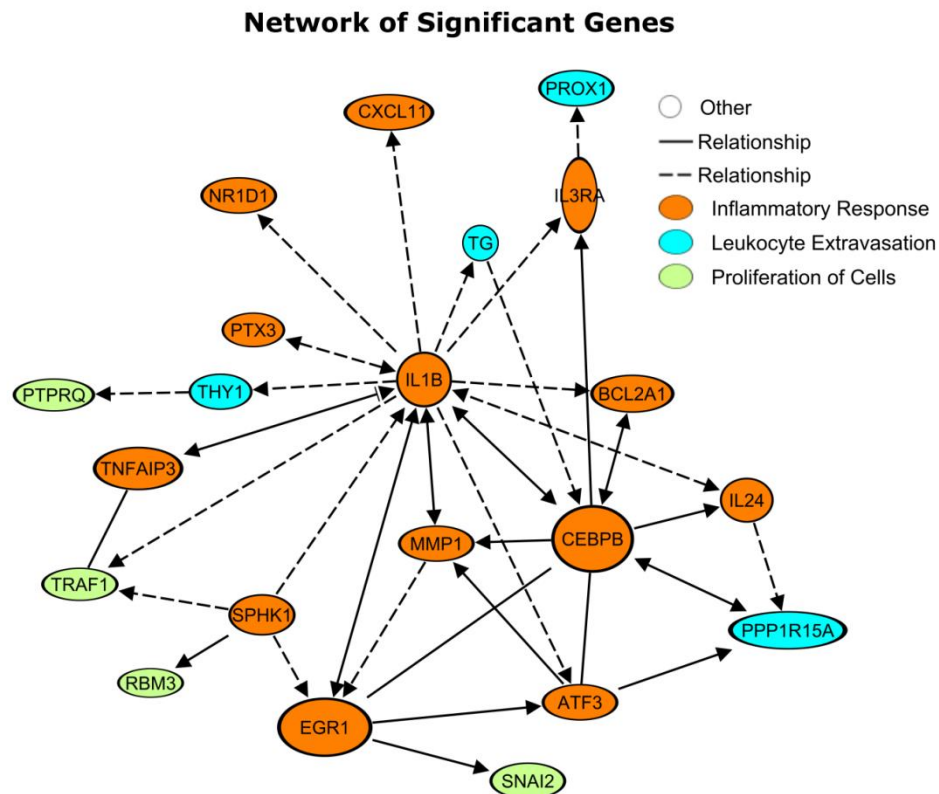 Network of Significant Genes
PROX1
CXCL11
Other
Relationship
Relationship
NR1D1
IL3RA
Inflammatory Response
TG
Leukocyte Extravasation
Proliferation of Cells
PTX3
IL1B
PTPRQ
THY1
BCL2A1
TNFAIP3
IL24
MMP1
CEBPB
TRAF1
SPHK1
PPP1R15A
RBM3
ATF3
EGR1
SNAI2